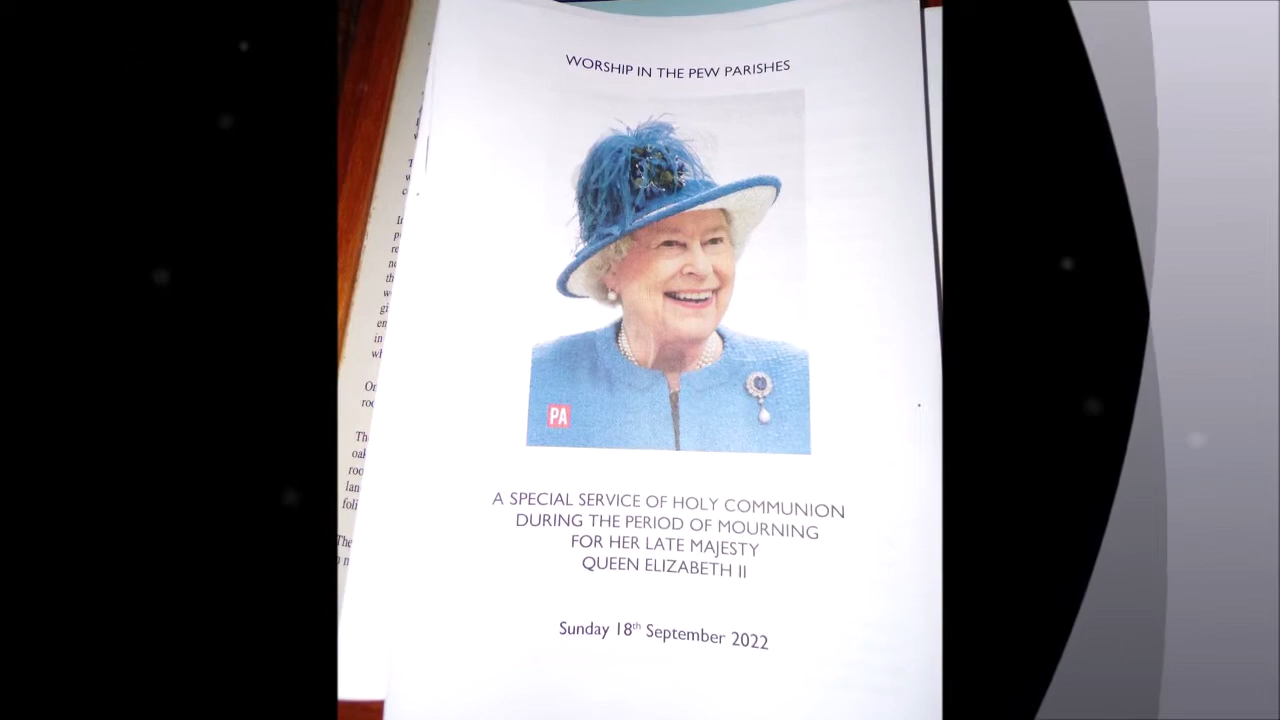 WORSHIP IN THE PEW PARISHES
PA
A SPECIAL SERVICE OF HOLY COMMUNION
DURING THE PERIOD OF MOURNING
FOR HER LATE MAJESTY
QUEEN ELIZABETH II
Sunday 18th September 2022